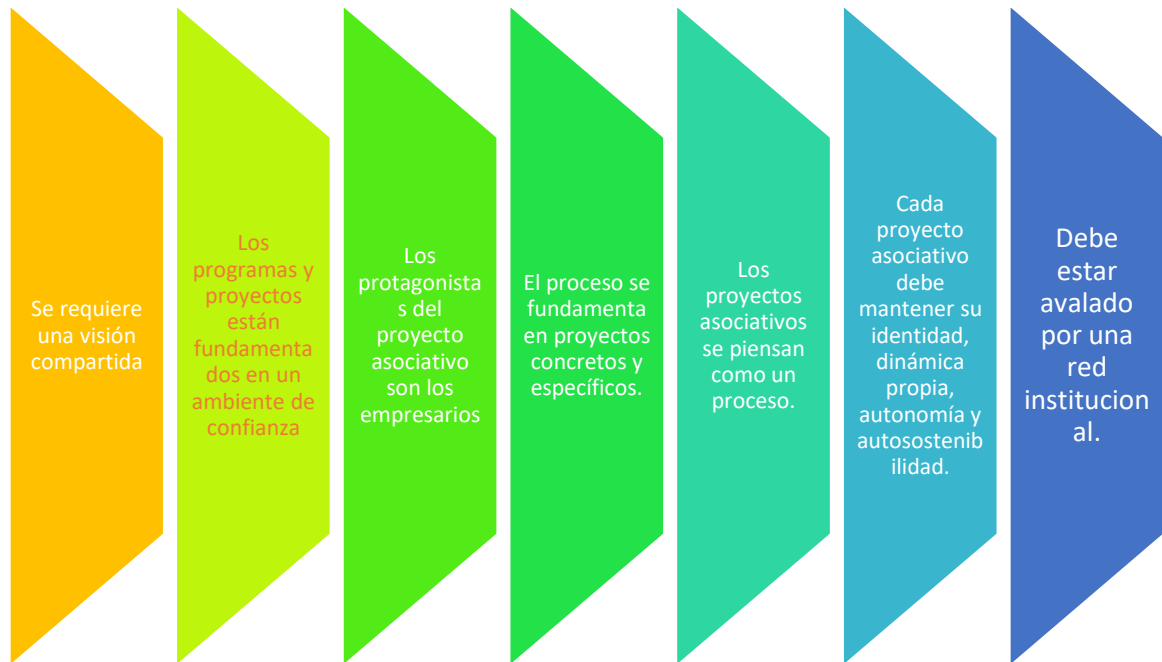 Se requiere
una visión
compartida
Los
programas y
proyectos
están
fundamenta
dos en un
ambiente de
confianza
Los
protagonista
s del
proyecto
asociativo
son los
empresarios
El proceso se
fundamenta
en proyectos
concretos y
específicos.
Los
proyectos
asociativos
se piensan
como un
proceso.
Cada
proyecto
asociativo
debe
mantener su
identidad,
dinámica
propia,
autonomía y
autosostenib
ilidad.
Debe
estar
avalado
por una
red
institucion
al.